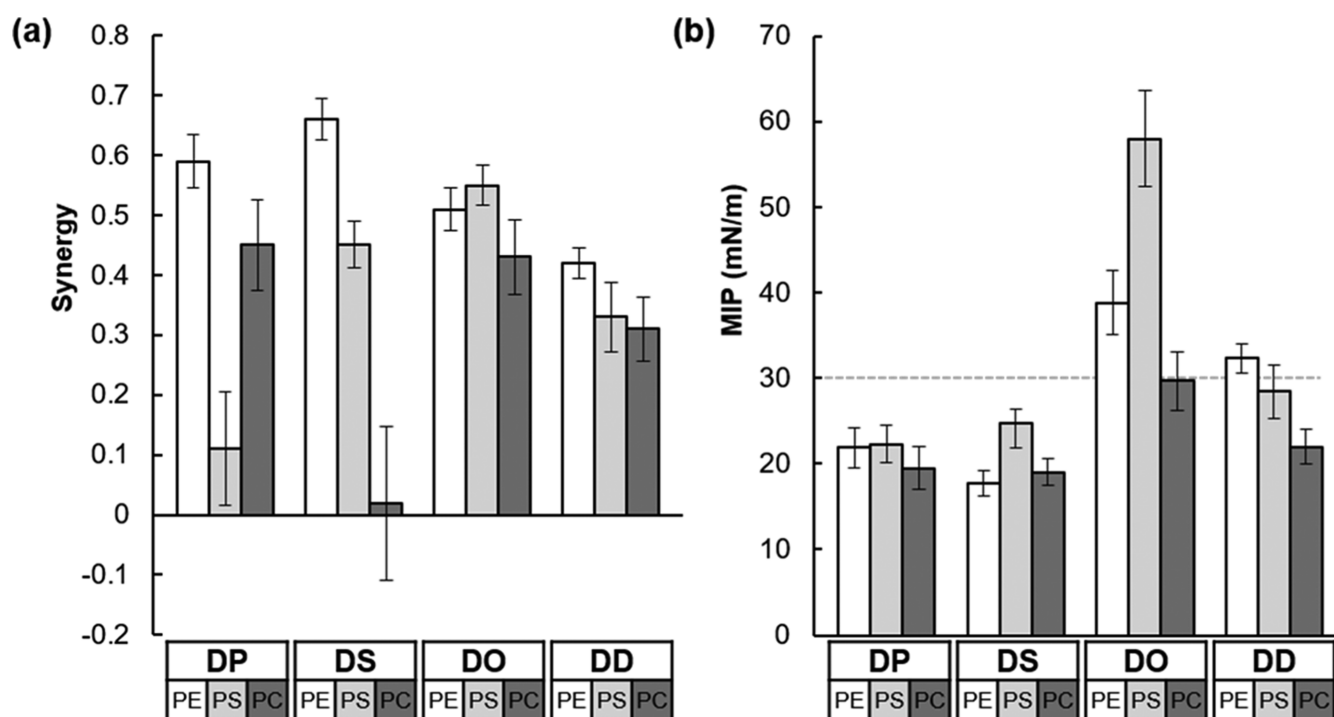 (a)
Synergy
0.8
0.7
0.6
0.5
0.4
0.3
0.2
0.1
0
-0.1
-0.2
DP DS DO DD
PE PS PC PE PS PC PE PS PC PE PS PC
(b)
MIP (mN/m)
70
60
50
40
30
20
10
0
DP DS DO DD
PE PS PC PE PS PC PE PS PC PE PS PC